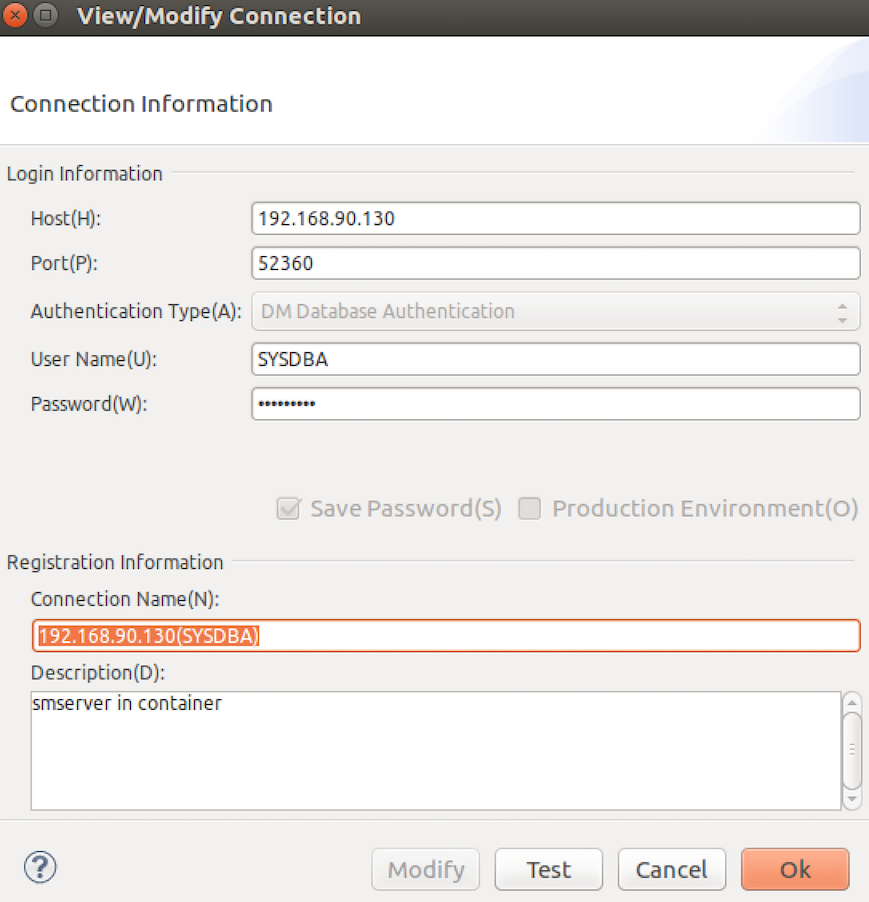 View/Modify Connection
Connection Information
Login Information
Host(H): 192.168.90.130
Port(P): 52360
Authentication Type(A): DM Database Authentication
User Name(U): SYSDBA
Password(W): •••••••••
Save Password(S) Production Environment(O)
Registration Information
Connection Name(N):
192.168.90.130(SYSDBA)
Description(D):
smserver in container
? Modify Test Cancel Ok